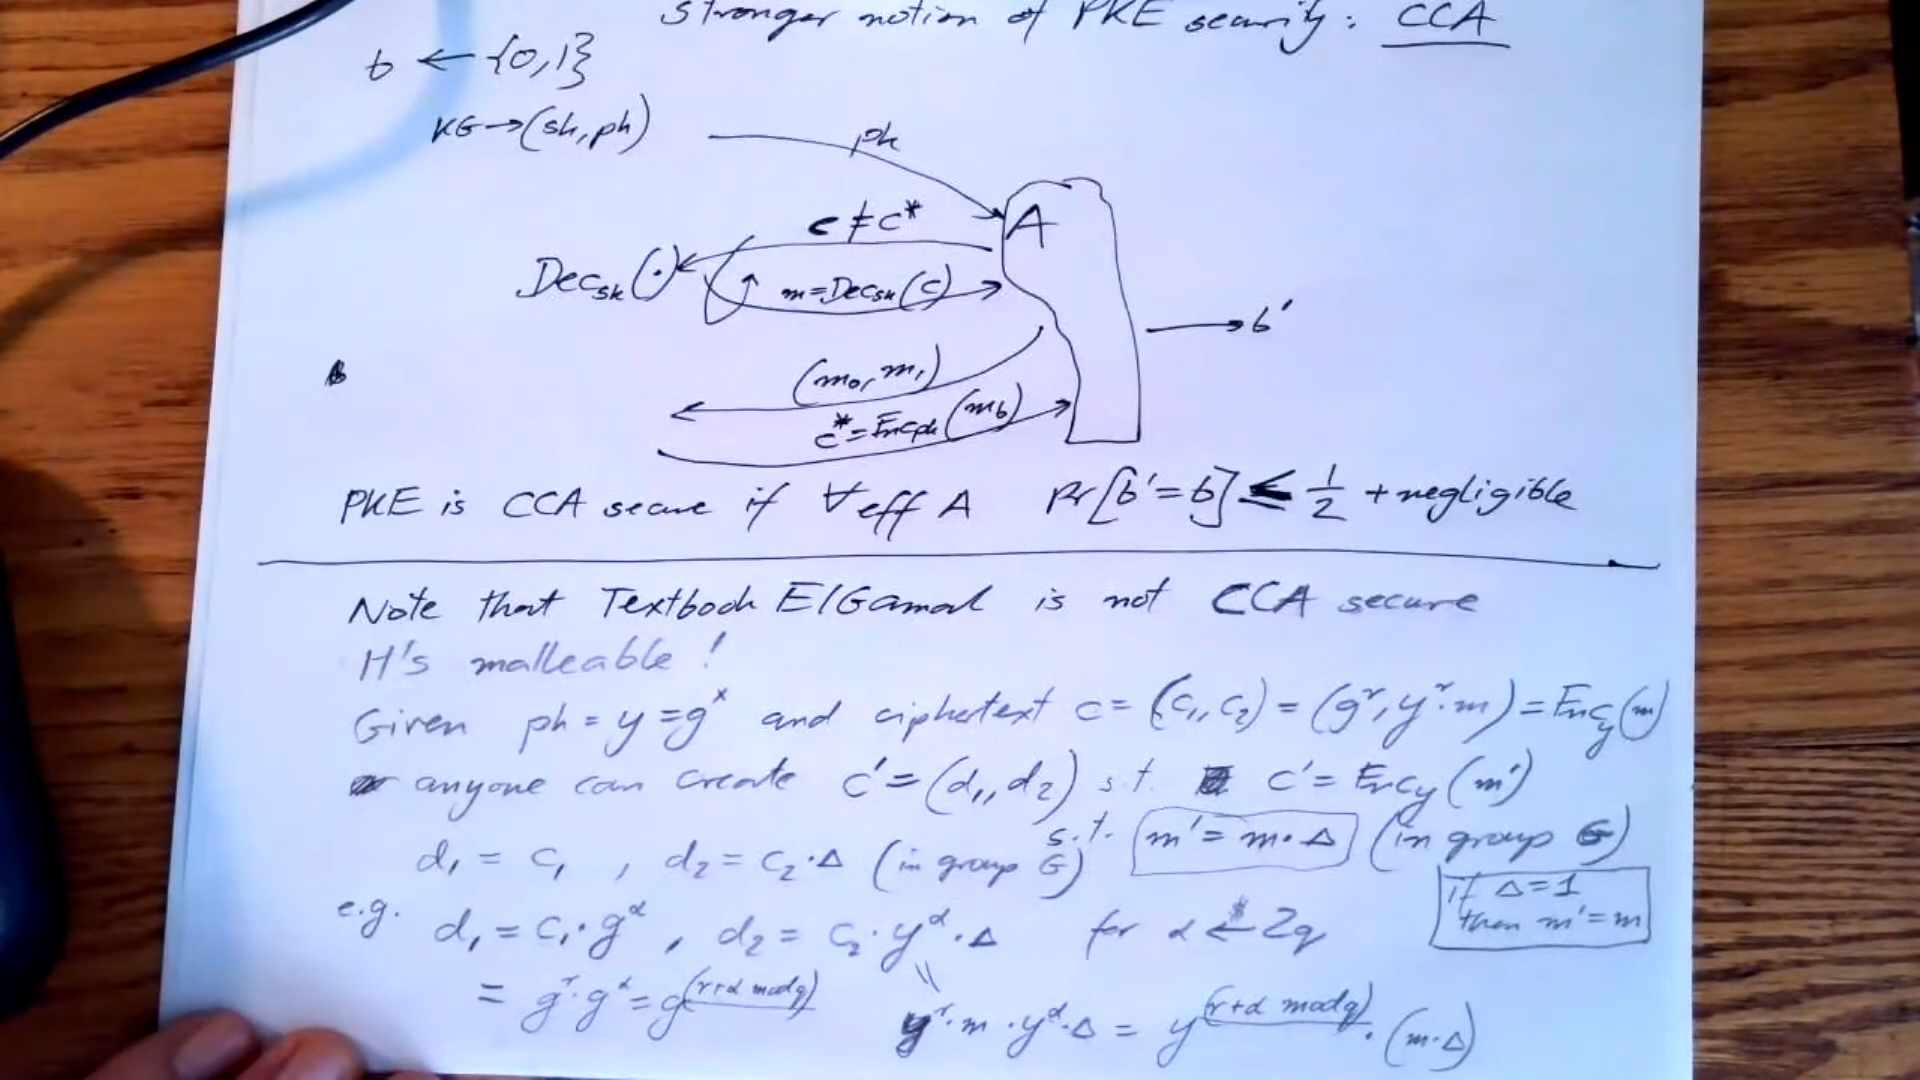 Stronger notion of PKE security: CCA
b ← {0,1}
KG→(sk,pk)
pk
c ≠ c*
A
Dec_sk(·)
m=Dec_sk(c)
b'
(m₀, m₁)
c*=Enc_pk(m_b)
PKE is CCA secure if ∀eff A Pr[b'=b] ≤ 1/2 + negligible
Note that Textbook ElGamal is not CCA secure
It's malleable!
Given pk = y = g^x and ciphertext c = (c₁, c₂) = (g^r, y^r·m) = Enc_y(m)
anyone can create c' = (d₁, d₂) s.t. c' = Enc_y(m')
s.t. m' = m·Δ (in group G)
d₁ = c₁ , d₂ = c₂·Δ (in group G)
if Δ=1
then m'=m
e.g. d₁ = c₁·g^α , d₂ = c₂·y^α·Δ for α ←$ Zq
= g^r·g^α = g^(r+α mod q)
y^r·m·y^α·Δ = y^(r+α mod q)·(m·Δ)